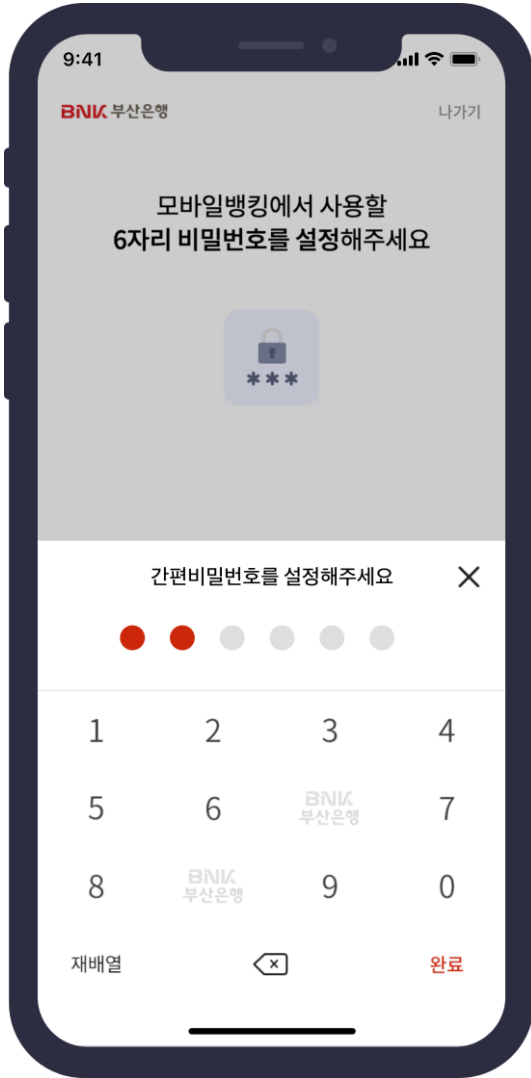 9:41
BNK 부산은행
나가기
모바일뱅킹에서 사용할
6자리 비밀번호를 설정해주세요
***
간편비밀번호를 설정해주세요
1 2 3 4
5 6 BNK 부산은행 7
8 BNK 부산은행 9 0
재배열
완료